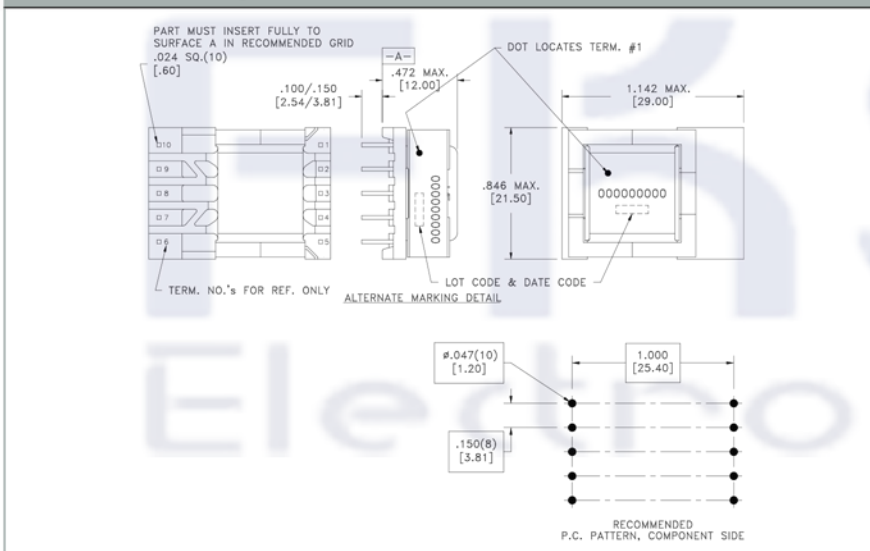 PART MUST INSERT FULLY TO
SURFACE A IN RECOMMENDED GRID
.024 SQ.(10)
[.60]
-A-
.472 MAX.
[12.00]
.100/.150
[2.54/3.81]
DOT LOCATES TERM. #1
1.142 MAX.
[29.00]
.846 MAX.
[21.50]
10
9
8
7
6
1
2
3
4
5
000000000
000000000
TERM. NO.'s FOR REF. ONLY
LOT CODE & DATE CODE
ALTERNATE MARKING DETAIL
ø.047(10)
[1.20]
1.000
[25.40]
.150(8)
[3.81]
RECOMMENDED
P.C. PATTERN, COMPONENT SIDE
Electro